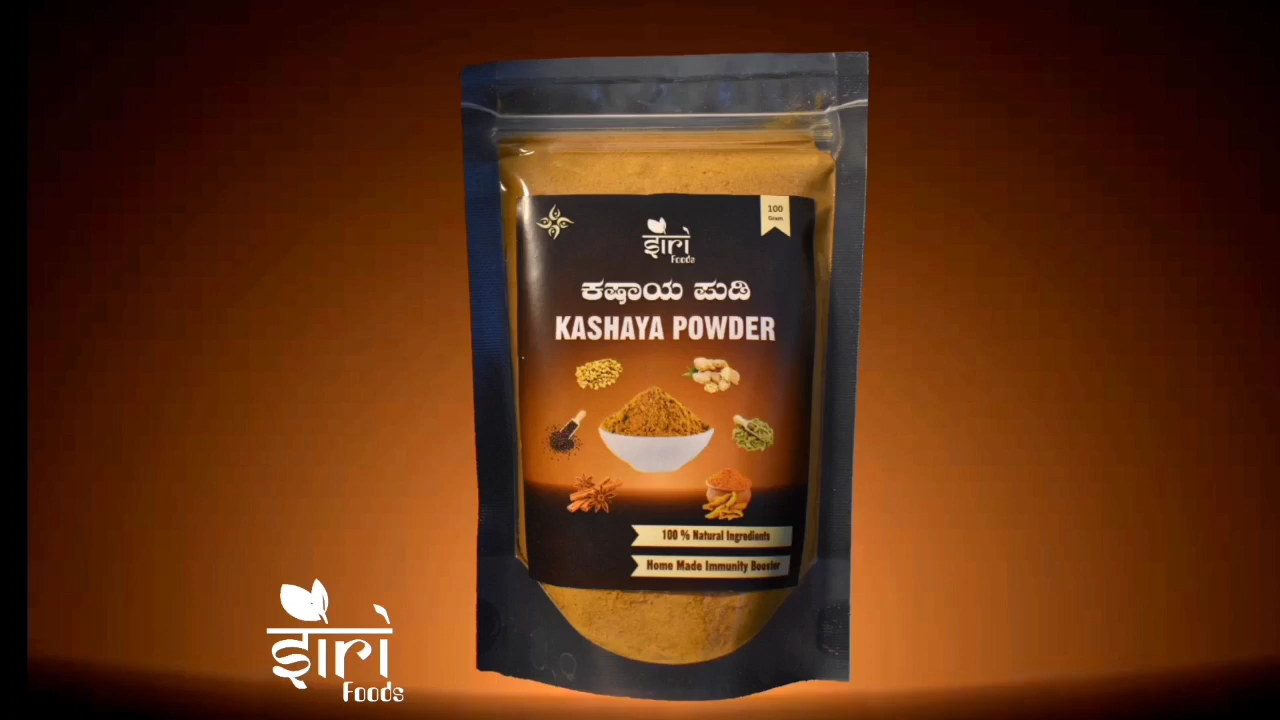 100
Gram
siri
Foods
ಕಷಾಯ ಪುಡಿ
KASHAYA POWDER
100 % Natural Ingredients
Home Made Immunity Booster
siri
Foods